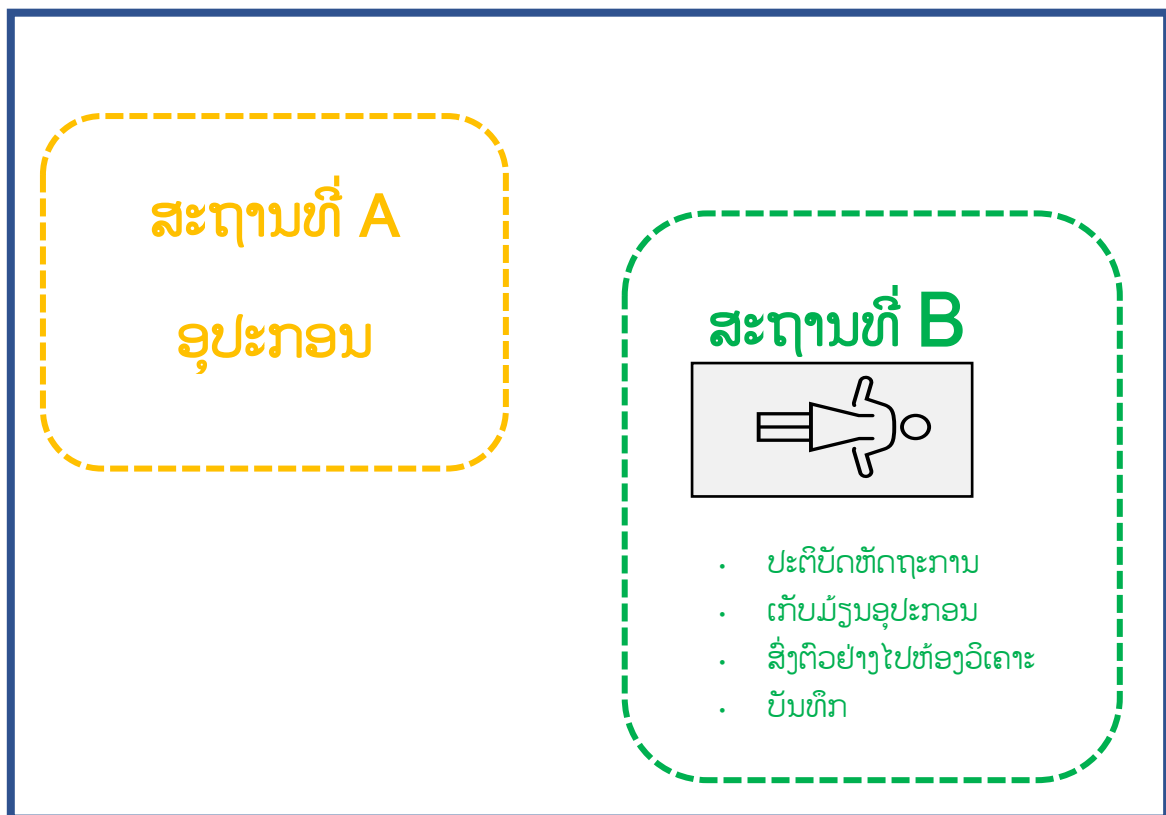 ສະຖານທີ່ A
ອຸປະກອນ
ສະຖານທີ່ B
• ປະຕິບັດຫັດຖະການ
• ເກັບມ້ຽນອຸປະກອນ
• ສົ່ງຕົວຢ່າງໄປຫ້ອງວິເຄາະ
• ບັນທຶກ